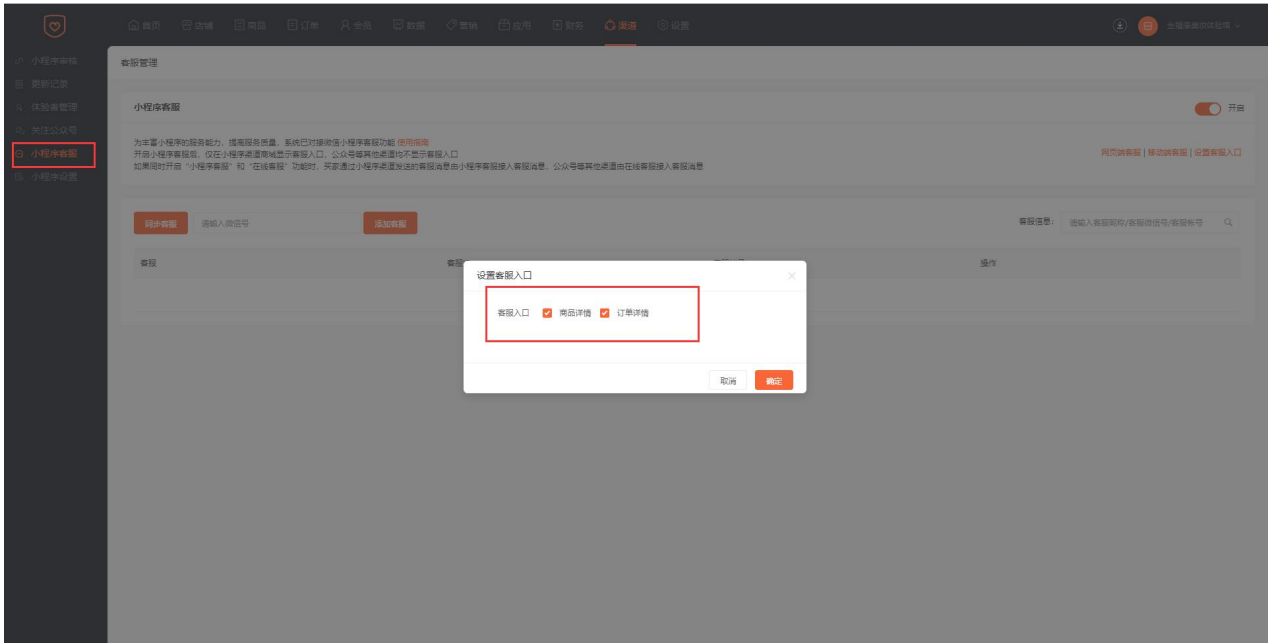 首页 店铺 商品 订单 会员 数据 营销 应用 财务 渠道 设置
小程序审核
更新记录
体验者管理
关注公众号
小程序客服
小程序设置
客服管理
小程序客服
开启
为丰富小程序的服务能力，提高服务质量，系统已对接微信小程序客服功能 使用指南
开启小程序客服后，仅在小程序渠道商城显示客服入口，公众号等其他渠道均不显示客服入口
如果同时开启“小程序客服”和“在线客服”功能时，买家通过小程序渠道发送的客服消息由小程序客服接入客服消息，公众号等其他渠道由在线客服接入客服消息
网页端客服 | 移动端客服 | 设置客服入口
同步客服 请输入微信号 添加客服
客服信息： 请输入客服昵称/客服微信号/客服帐号
客服 客服 操作
设置客服入口
客服入口 商品详情 订单详情
取消 确定